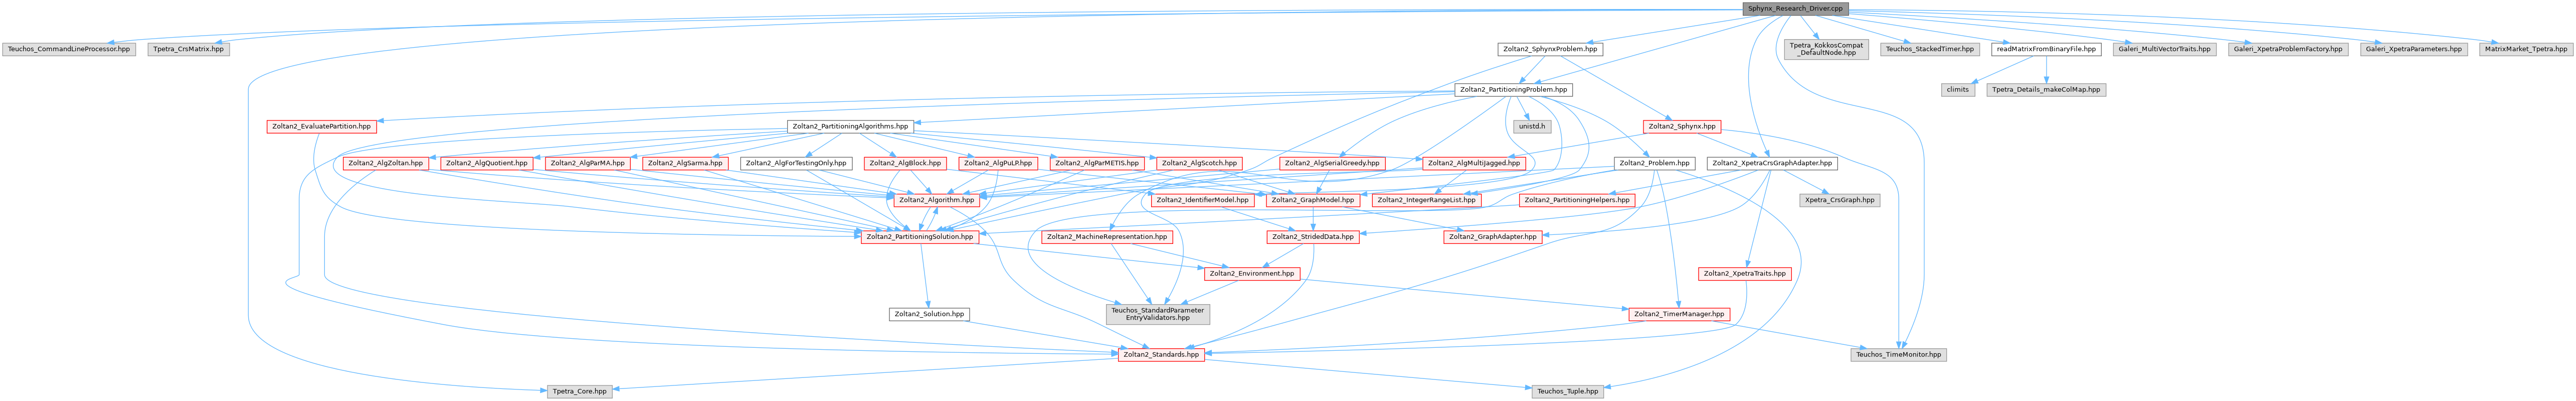 Sphynx_Research_Driver.cpp
Teuchos_CommandLineProcessor.hpp
Tpetra_CrsMatrix.hpp
Zoltan2_SphynxProblem.hpp
Tpetra_KokkosCompat
_DefaultNode.hpp
Teuchos_StackedTimer.hpp
readMatrixFromBinaryFile.hpp
Galeri_MultiVectorTraits.hpp
Galeri_XpetraProblemFactory.hpp
Galeri_XpetraParameters.hpp
MatrixMarket_Tpetra.hpp
Zoltan2_PartitioningProblem.hpp
climits
Tpetra_Details_makeColMap.hpp
Zoltan2_EvaluatePartition.hpp
Zoltan2_PartitioningAlgorithms.hpp
unistd.h
Zoltan2_Sphynx.hpp
Zoltan2_AlgZoltan.hpp
Zoltan2_AlgQuotient.hpp
Zoltan2_AlgParMA.hpp
Zoltan2_AlgSarma.hpp
Zoltan2_AlgForTestingOnly.hpp
Zoltan2_AlgBlock.hpp
Zoltan2_AlgPuLP.hpp
Zoltan2_AlgParMETIS.hpp
Zoltan2_AlgScotch.hpp
Zoltan2_AlgSerialGreedy.hpp
Zoltan2_AlgMultiJagged.hpp
Zoltan2_Problem.hpp
Zoltan2_XpetraCrsGraphAdapter.hpp
Zoltan2_Algorithm.hpp
Zoltan2_IdentifierModel.hpp
Zoltan2_GraphModel.hpp
Zoltan2_IntegerRangeList.hpp
Zoltan2_PartitioningHelpers.hpp
Xpetra_CrsGraph.hpp
Zoltan2_PartitioningSolution.hpp
Zoltan2_MachineRepresentation.hpp
Zoltan2_StridedData.hpp
Zoltan2_GraphAdapter.hpp
Zoltan2_Environment.hpp
Zoltan2_XpetraTraits.hpp
Zoltan2_Solution.hpp
Teuchos_StandardParameter
EntryValidators.hpp
Zoltan2_TimerManager.hpp
Zoltan2_Standards.hpp
Teuchos_TimeMonitor.hpp
Tpetra_Core.hpp
Teuchos_Tuple.hpp